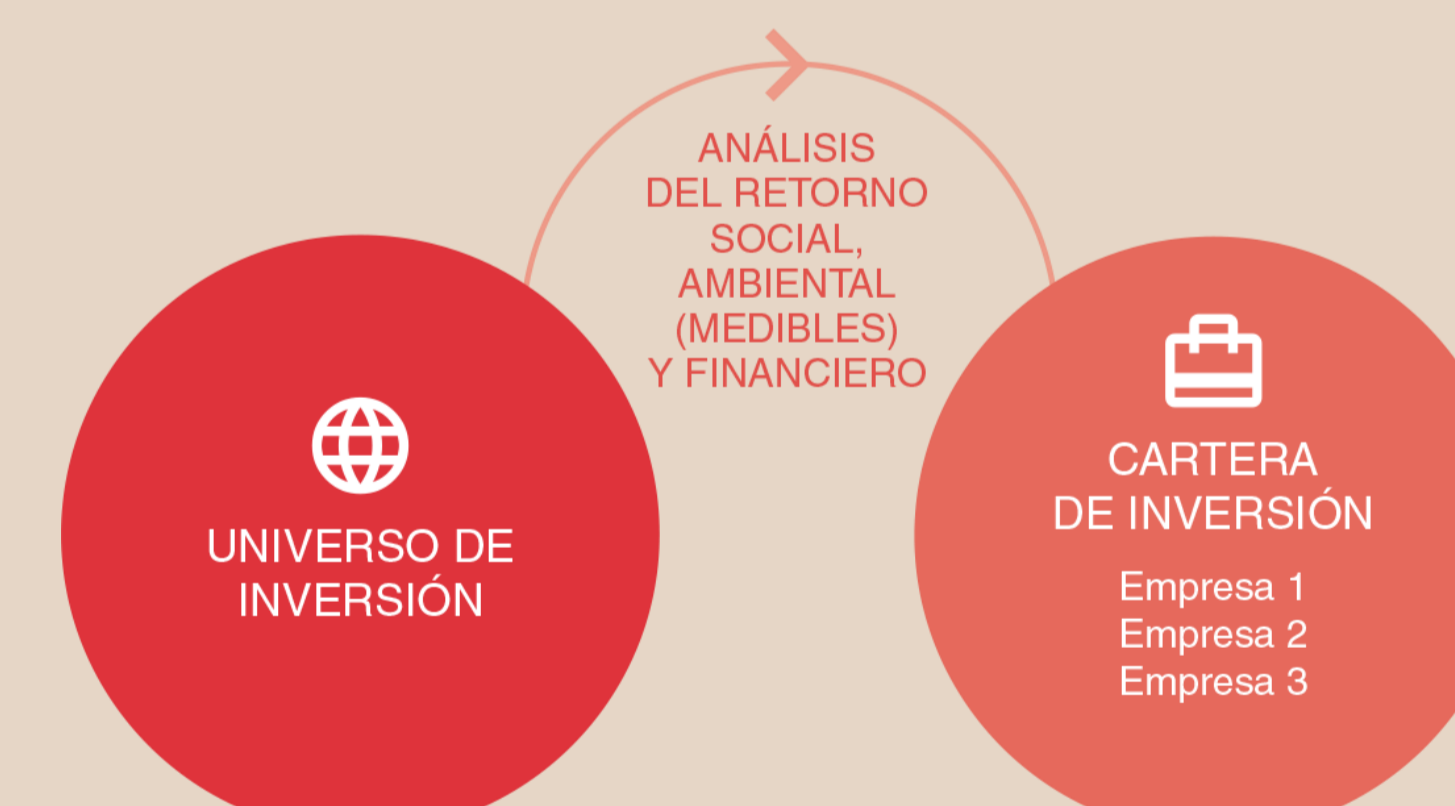 ANÁLISIS
DEL RETORNO
SOCIAL,
AMBIENTAL
(MEDIBLES)
Y FINANCIERO
UNIVERSO DE
INVERSIÓN
CARTERA
DE INVERSIÓN
Empresa 1
Empresa 2
Empresa 3